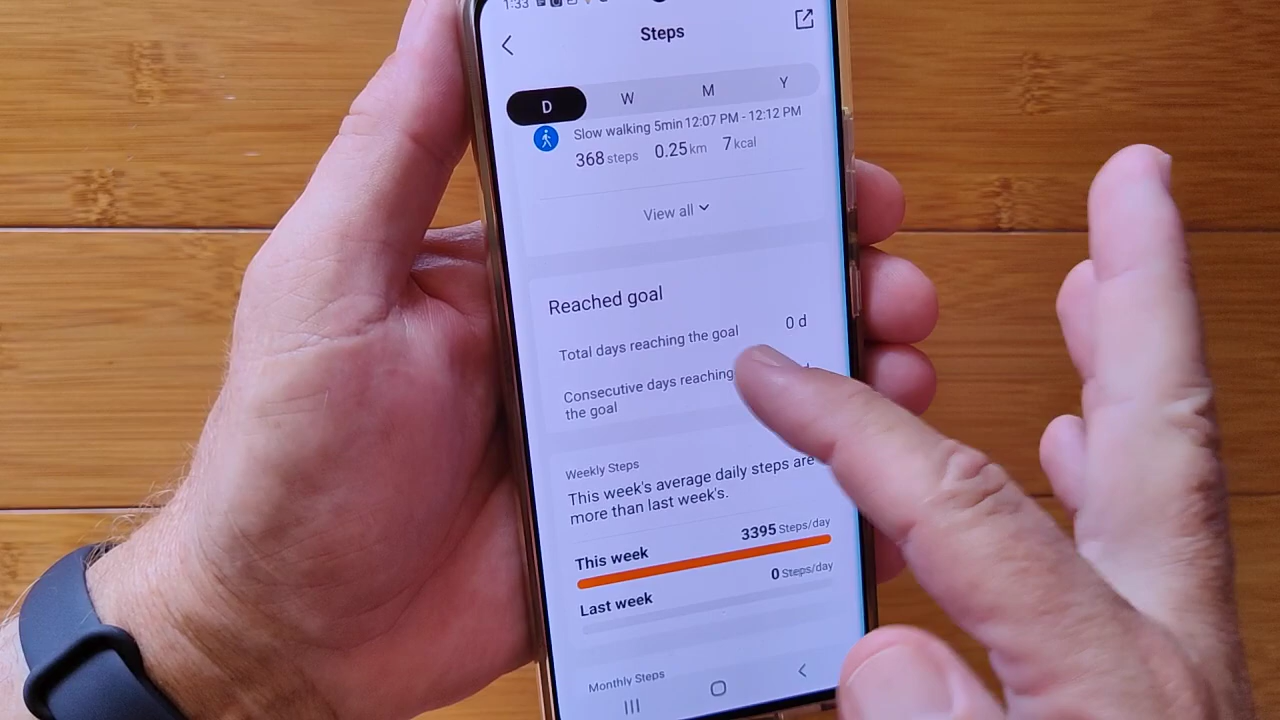 1:33
Steps
D W M Y
Slow walking 5min 12:07 PM - 12:12 PM
368 steps 0.25 km 7 kcal
View all
Reached goal
Total days reaching the goal 0 d
Consecutive days reaching
the goal
Weekly Steps
This week's average daily steps are
more than last week's.
3395 Steps/day
This week
0 Steps/day
Last week
Monthly Steps